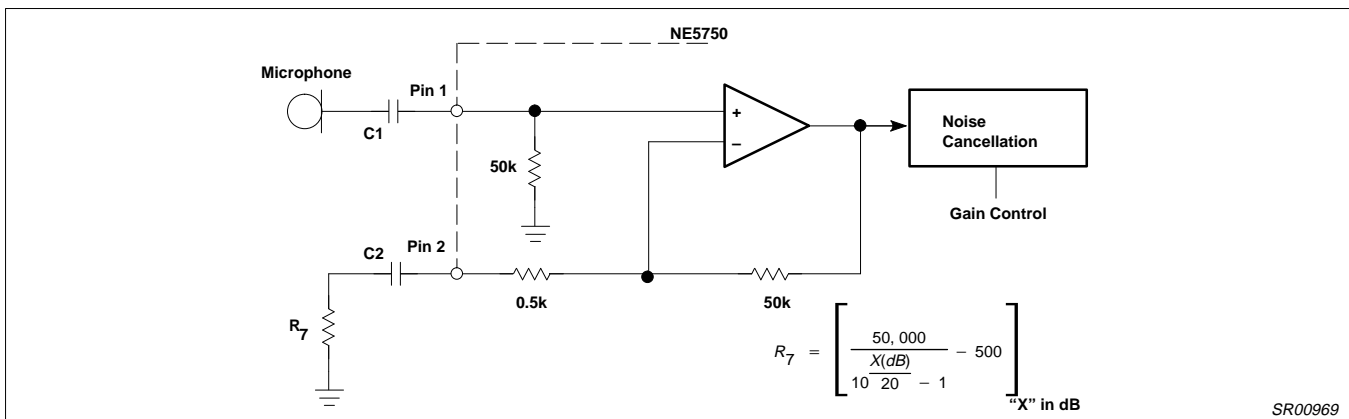 NE5750
Microphone
Pin 1
C1
+
−
Noise
Cancellation
50k
Gain Control
C2
Pin 2
0.5k
50k
R7
R7 = [ 50, 000 / 10 X(dB) / 20 − 1 − 500 ]
“X” in dB
SR00969